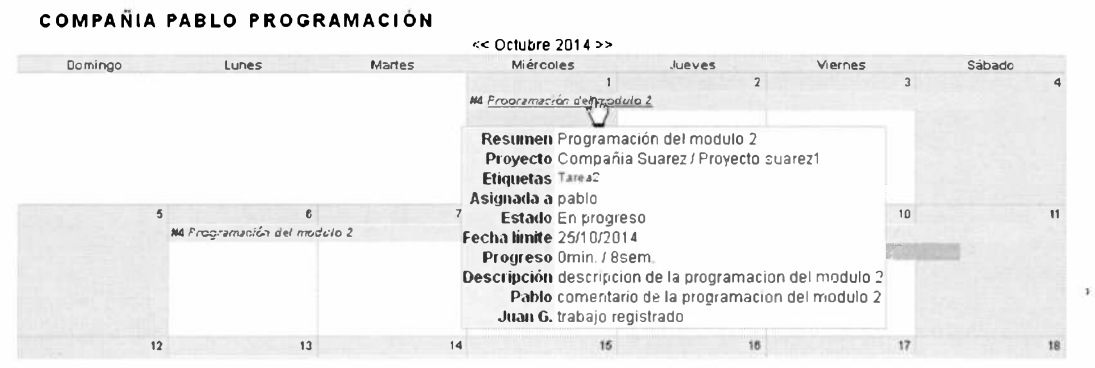 COMPAÑIA PABLO PROGRAMACIÓN
<< Octubre 2014 >>
Domingo Lunes Martes Miércoles Jueves Viernes Sábado
1 2 3 4
#4 Programación del modulo 2
Resumen Programación del modulo 2
Proyecto Compañia Suarez / Proyecto suarez1
Etiquetas Tarea2
Asignada a pablo
5 6 7 10 11
Estado En progreso
#4 Programación del modulo 2
Fecha límite 25/10/2014
Progreso 0min. / 8sem.
Descripción descripcion de la programacion del modulo 2
Pablo comentario de la programacion del modulo 2
Juan G. trabajo registrado
12 13 14 15 16 17 18